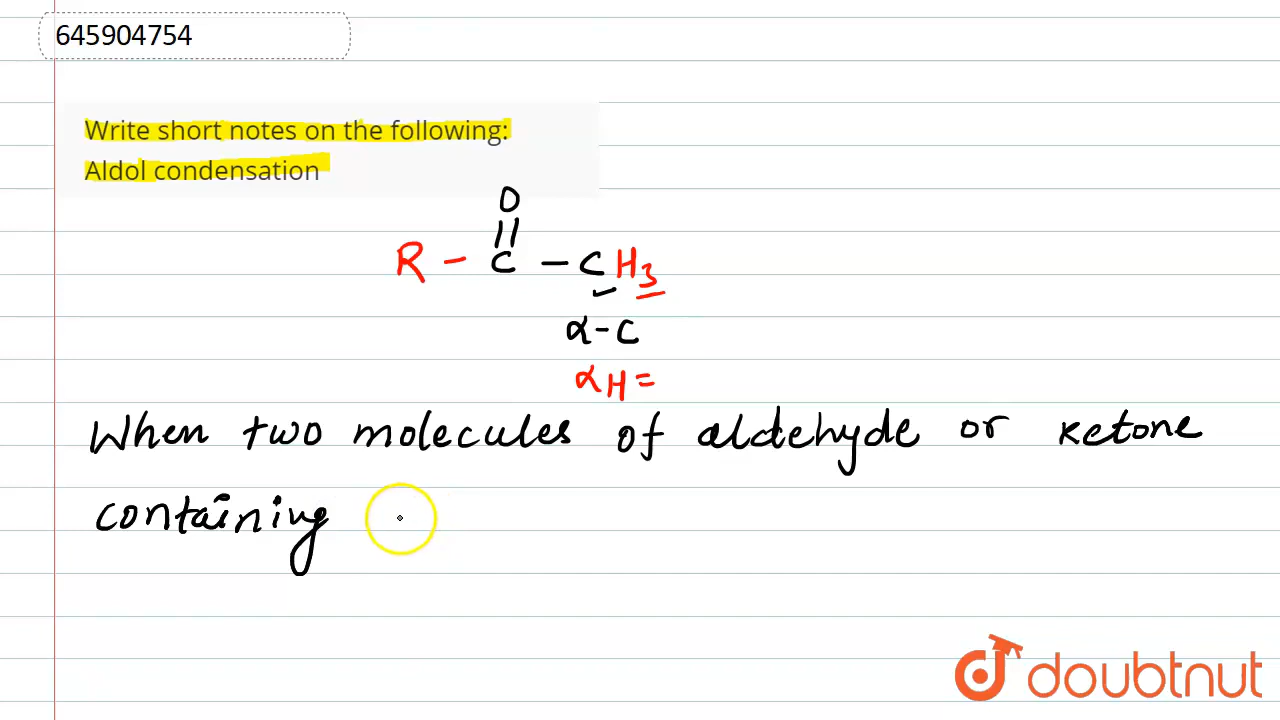 645904754
Write short notes on the following:
Aldol condensation
O
||
R - C - CH3
α-C
αH=
When two molecules of aldehyde or ketone
containing
doubtnut